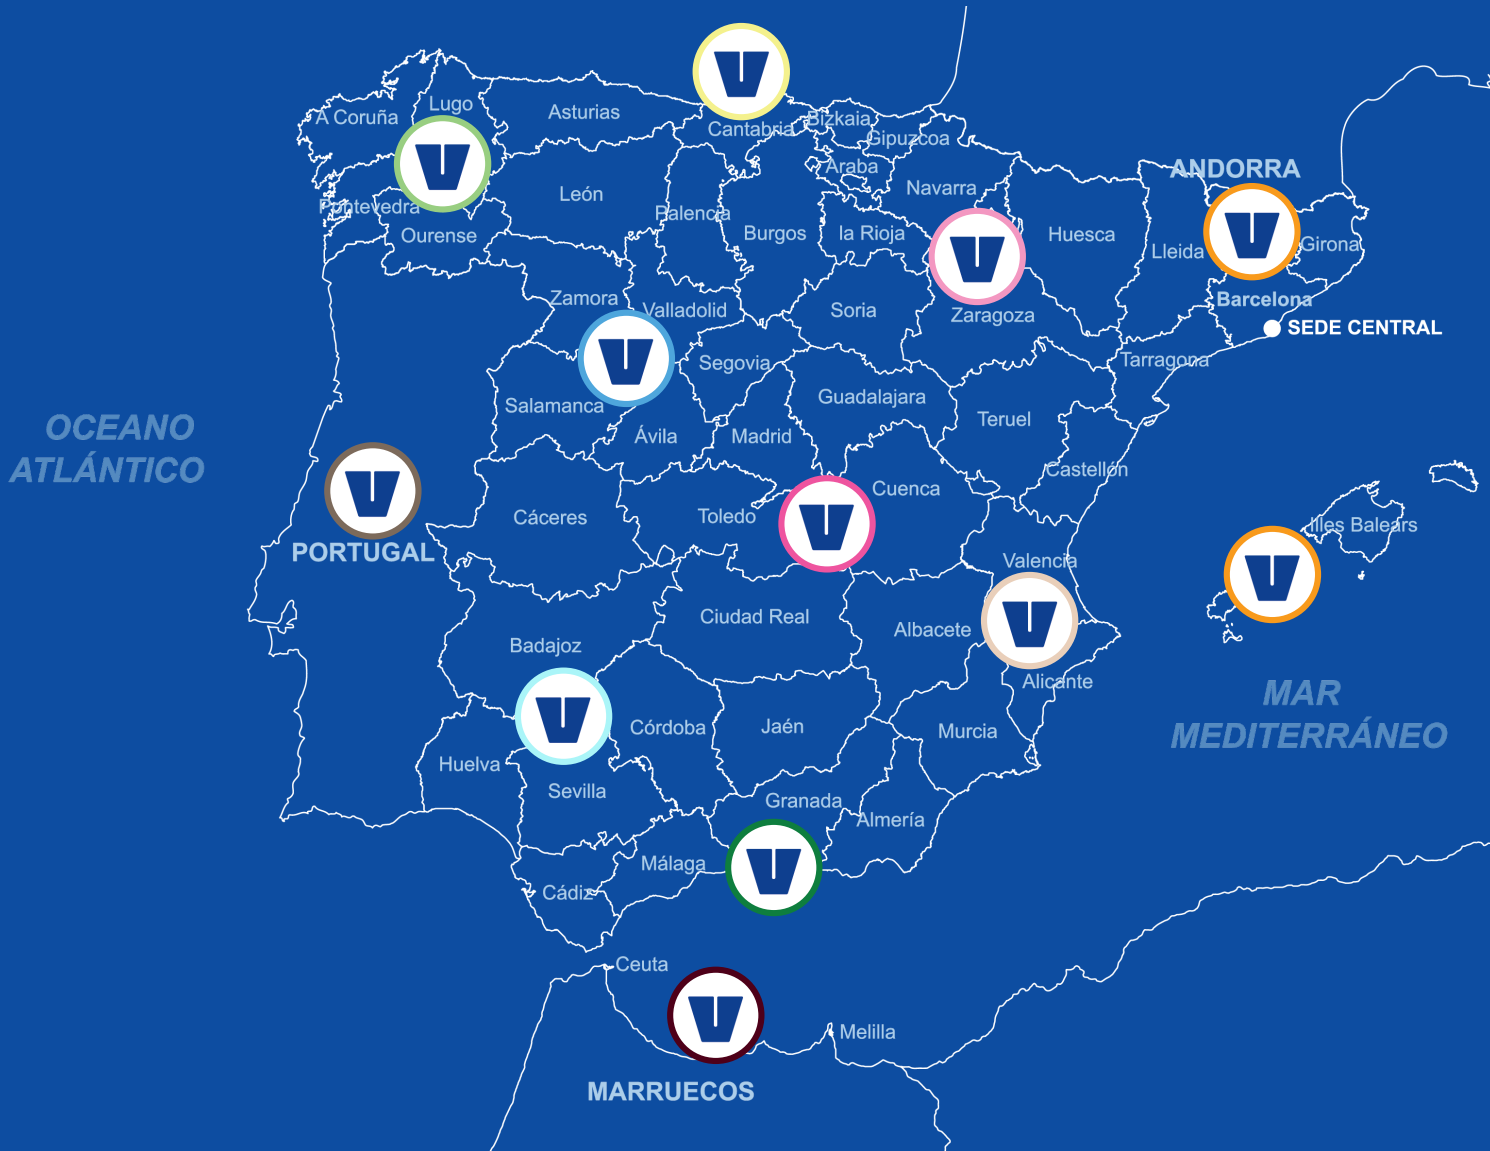 Lugo
A Coruña
Asturias
Cantabria
Bizkaia
Gipuzcoa
Araba
ANDORRA
Navarra
León
Pontevedra
Palencia
Ourense
Burgos
la Rioja
Huesca
Lleida
Girona
Zamora
Valladolid
Soria
Zaragoza
Barcelona
SEDE CENTRAL
Segovia
Tarragona
Salamanca
Guadalajara
Teruel
OCEANO
ATLÁNTICO
Ávila
Madrid
Castellón
Cuenca
Cáceres
Toledo
Illes Balears
PORTUGAL
Valencia
Ciudad Real
Albacete
Badajoz
Alicante
MAR
MEDITERRÁNEO
Córdoba
Jaén
Murcia
Huelva
Sevilla
Granada
Almería
Málaga
Cádiz
Ceuta
Melilla
MARRUECOS